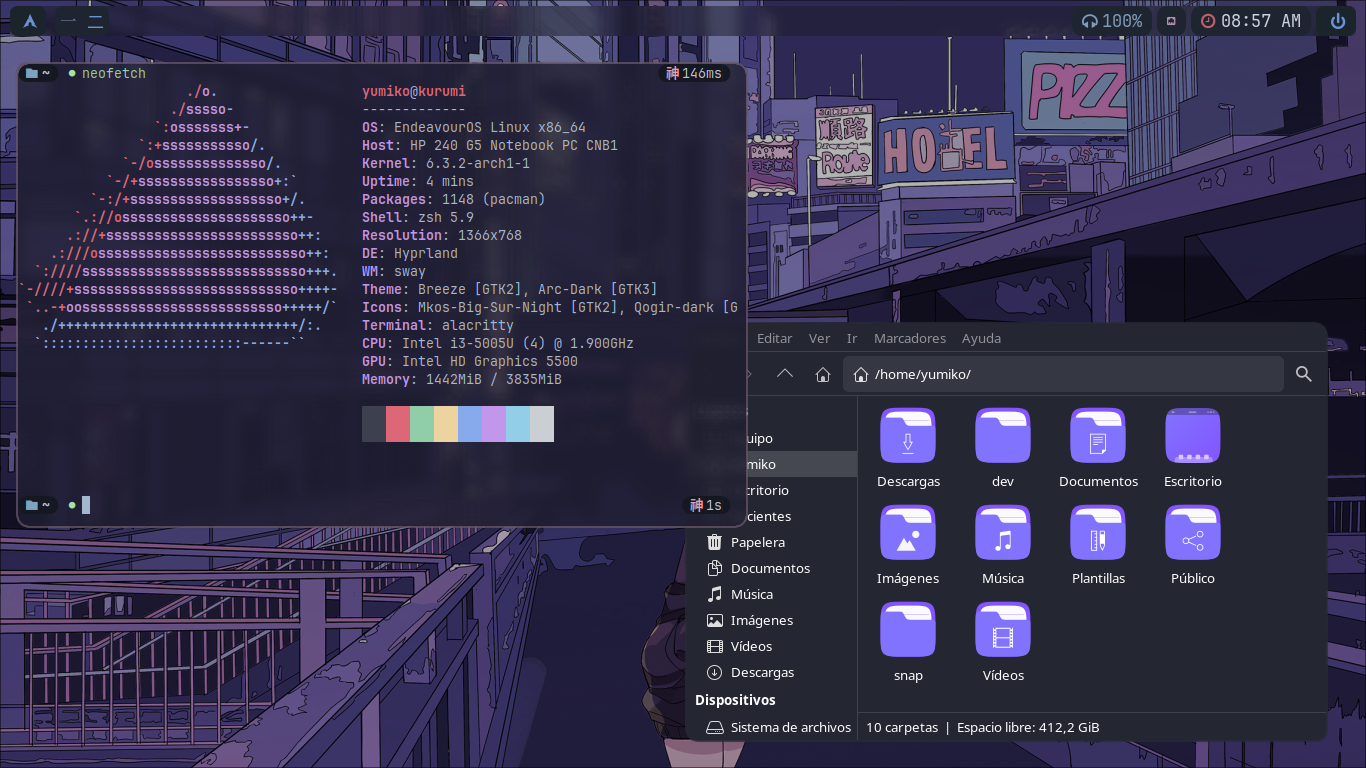 一 二
100%
08:57 AM
~ ● neofetch
神 146ms
./o.
./sssso-
`:osssssss+-
`:+sssssssssso/.
`-/ossssssssssssso/.
`-/+sssssssssssssssso+:`
`-:/+sssssssssssssssssso+/.
`.://osssssssssssssssssssso++-
.://+ssssssssssssssssssssssso++:
.:///ossssssssssssssssssssssssso++:
`:////ssssssssssssssssssssssssssso+++.
`-////+ssssssssssssssssssssssssssso++++-
`..-+oosssssssssssssssssssssssso+++++/`
./++++++++++++++++++++++++++++++/:.
`:::::::::::::::::::::::::------``
yumiko@kurumi
-------------
OS: EndeavourOS Linux x86_64
Host: HP 240 G5 Notebook PC CNB1
Kernel: 6.3.2-arch1-1
Uptime: 4 mins
Packages: 1148 (pacman)
Shell: zsh 5.9
Resolution: 1366x768
DE: Hyprland
WM: sway
Theme: Breeze [GTK2], Arc-Dark [GTK3]
Icons: Mkos-Big-Sur-Night [GTK2], Qogir-dark [G
Terminal: alacritty
CPU: Intel i3-5005U (4) @ 1.900GHz
GPU: Intel HD Graphics 5500
Memory: 1442MiB / 3835MiB
~ ●
神 1s
順路
Route
HOTEL
PIZZ
Editar Ver Ir Marcadores Ayuda
/home/yumiko/
uipo
miko
critorio
cientes
Papelera
Documentos
Música
Imágenes
Vídeos
Descargas
Dispositivos
Sistema de archivos
Descargas dev Documentos Escritorio
Imágenes Música Plantillas Público
snap Vídeos
10 carpetas | Espacio libre: 412,2 GiB